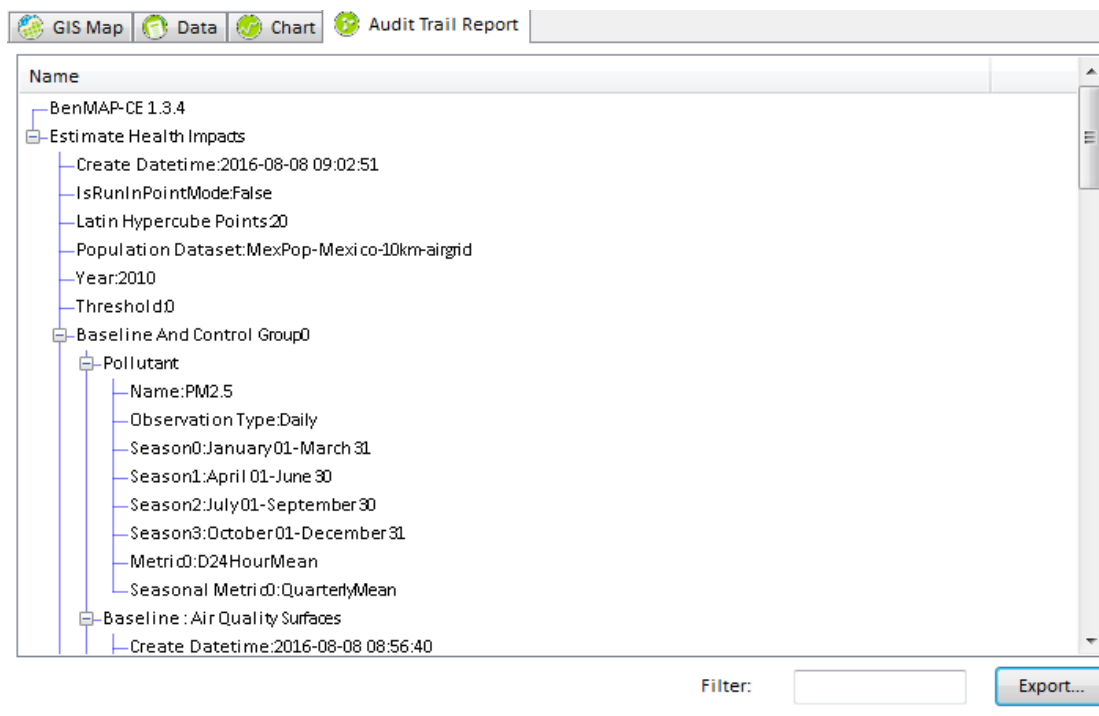 GIS Map Data Chart Audit Trail Report
Name
BenMAP-CE 1.3.4
Estimate Health Impacts
Create Datetime:2016-08-08 09:02:51
IsRunInPointMode:False
Latin Hypercube Points:20
Population Dataset:MexPop-Mexico-10km-airgrid
Year:2010
Threshold:0
Baseline And Control Group0
Pollutant
Name:PM2.5
Observation Type:Daily
Season0:January 01-March 31
Season1:April 01-June 30
Season2:July 01-September 30
Season3:October 01-December 31
Metric0:D24HourMean
Seasonal Metric0:QuarterlyMean
Baseline : Air Quality Surfaces
Create Datetime:2016-08-08 08:56:40
Filter: Export...